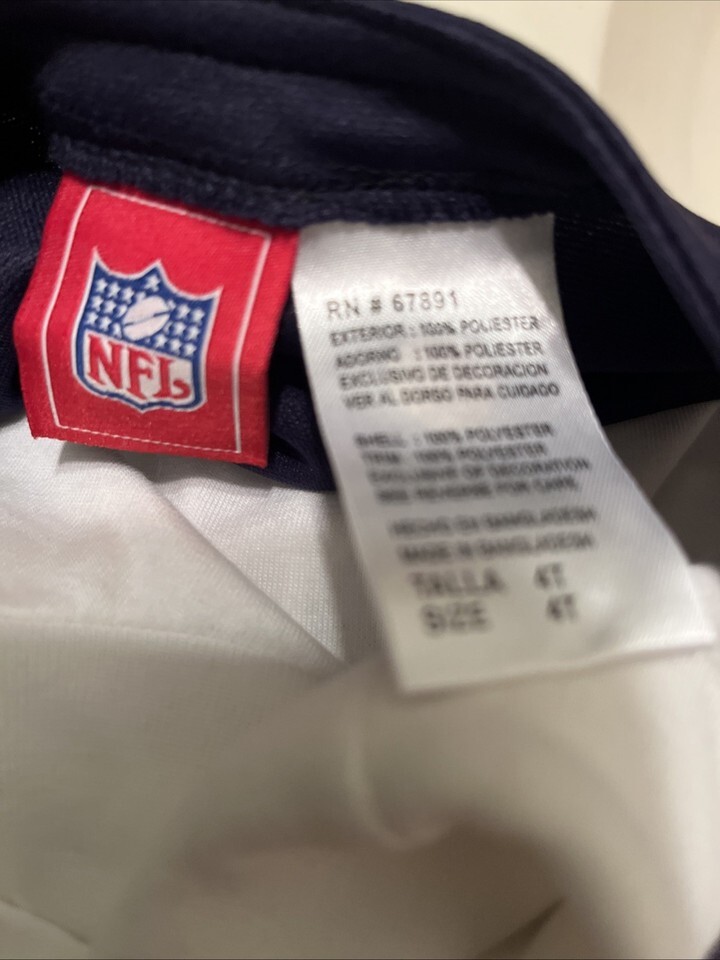 NFL
RN # 67891
EXTERIOR : 100% POLIESTER
ADORNO : 100% POLIESTER
EXCLUSIVO DE DECORACION
VER AL DORSO PARA CUIDADO
SHELL : 100% POLYESTER
TRIM : 100% POLYESTER
EXCLUSIVE OF DECORATION
SEE REVERSE FOR CARE
HECHO EN BANGLADESH
MADE IN BANGLADESH
TALLA 4T
SIZE 4T